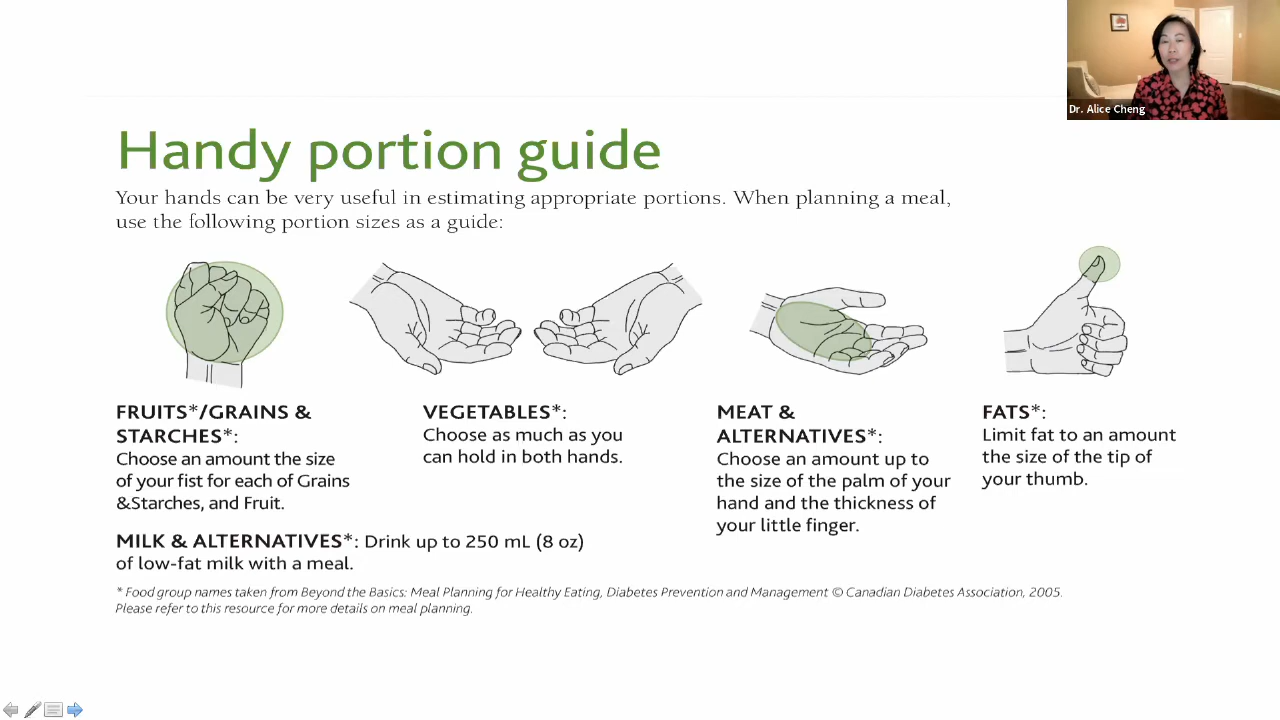 Dr. Alice Cheng
Handy portion guide
Your hands can be very useful in estimating appropriate portions. When planning a meal,
use the following portion sizes as a guide:
FRUITS*/GRAINS &
STARCHES*:
Choose an amount the size
of your fist for each of Grains
&Starches, and Fruit.
VEGETABLES*:
Choose as much as you
can hold in both hands.
MEAT &
ALTERNATIVES*:
Choose an amount up to
the size of the palm of your
hand and the thickness of
your little finger.
FATS*:
Limit fat to an amount
the size of the tip of
your thumb.
MILK & ALTERNATIVES*: Drink up to 250 mL (8 oz)
of low-fat milk with a meal.
* Food group names taken from Beyond the Basics: Meal Planning for Healthy Eating, Diabetes Prevention and Management © Canadian Diabetes Association, 2005.
Please refer to this resource for more details on meal planning.